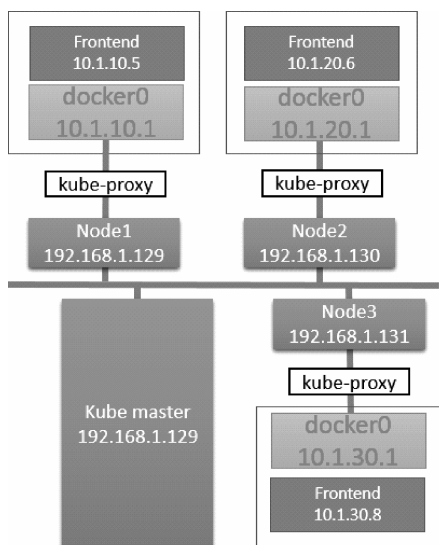 Frontend
10.1.10.5
docker0
10.1.10.1
kube-proxy
Node1
192.168.1.129
Frontend
10.1.20.6
docker0
10.1.20.1
kube-proxy
Node2
192.168.1.130
Kube master
192.168.1.129
Node3
192.168.1.131
kube-proxy
docker0
10.1.30.1
Frontend
10.1.30.8